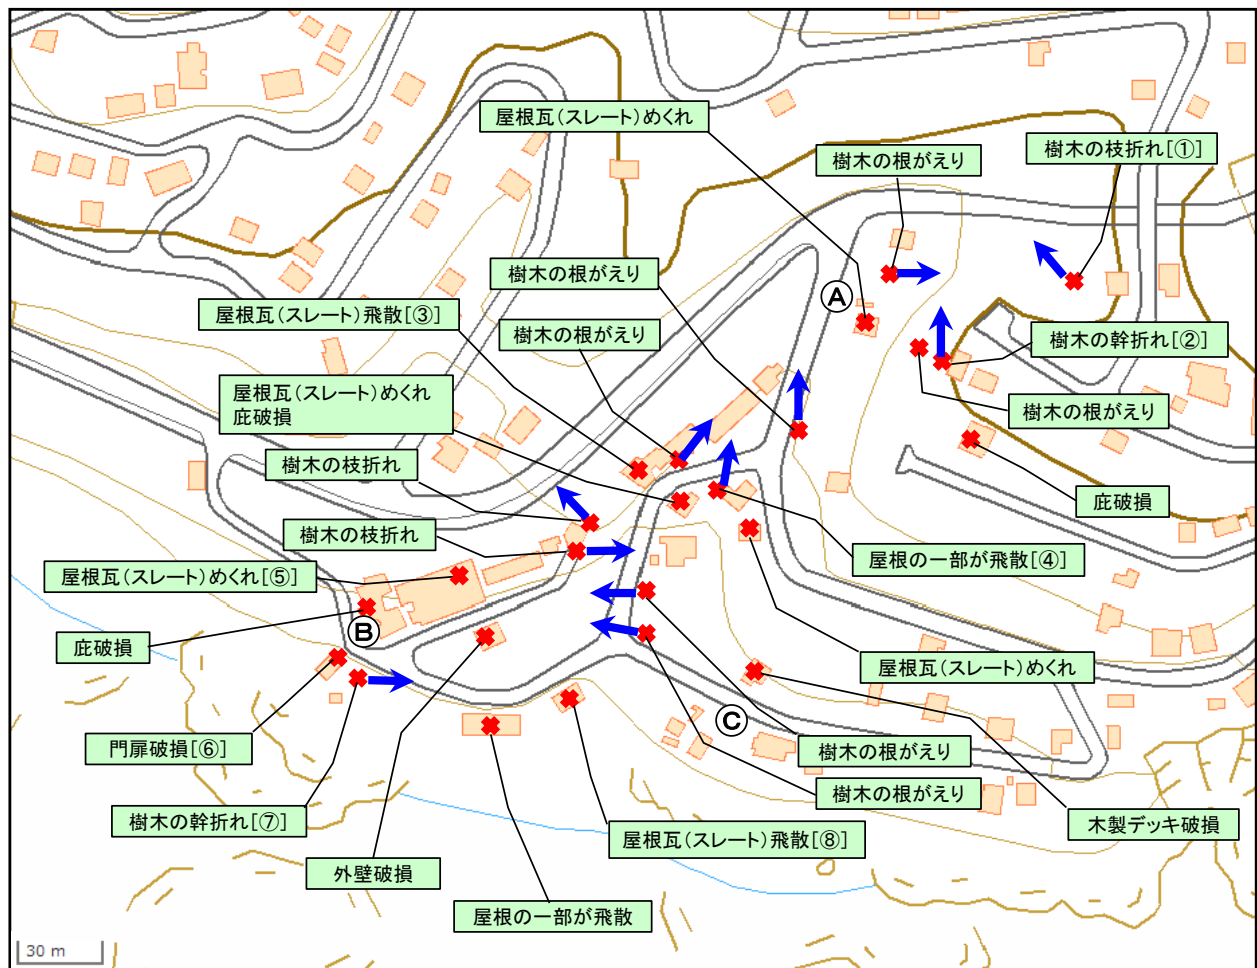 屋根瓦(スレート)めくれ
樹木の枝折れ[①]
樹木の根がえり
樹木の根がえり
Ⓐ
屋根瓦(スレート)飛散[③]
樹木の根がえり
樹木の幹折れ[②]
屋根瓦(スレート)めくれ
庇破損
樹木の根がえり
樹木の枝折れ
庇破損
樹木の枝折れ
屋根の一部が飛散[④]
屋根瓦(スレート)めくれ[⑤]
Ⓑ
庇破損
屋根瓦(スレート)めくれ
Ⓒ
門扉破損[⑥]
樹木の根がえり
樹木の根がえり
樹木の幹折れ[⑦]
木製デッキ破損
屋根瓦(スレート)飛散[⑧]
外壁破損
屋根の一部が飛散
30 m